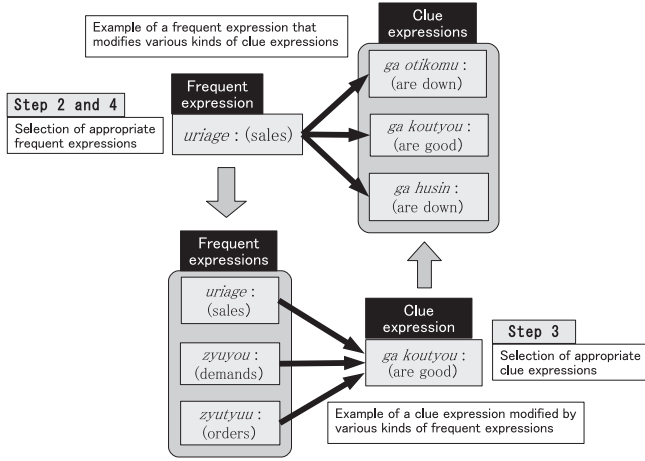 Example of a frequent expression that
modifies various kinds of clue expressions
Clue
expressions
ga otikomu :
(are down)
ga koutyou :
(are good)
ga husin :
(are down)
Step 2 and 4
Selection of appropriate
frequent expressions
Frequent
expression
uriage : (sales)
Frequent
expressions
uriage :
(sales)
zyuyou :
(demands)
zyutyuu :
(orders)
Clue
expression
ga koutyou :
(are good)
Step 3
Selection of appropriate
clue expressions
Example of a clue expression modified by
various kinds of frequent expressions